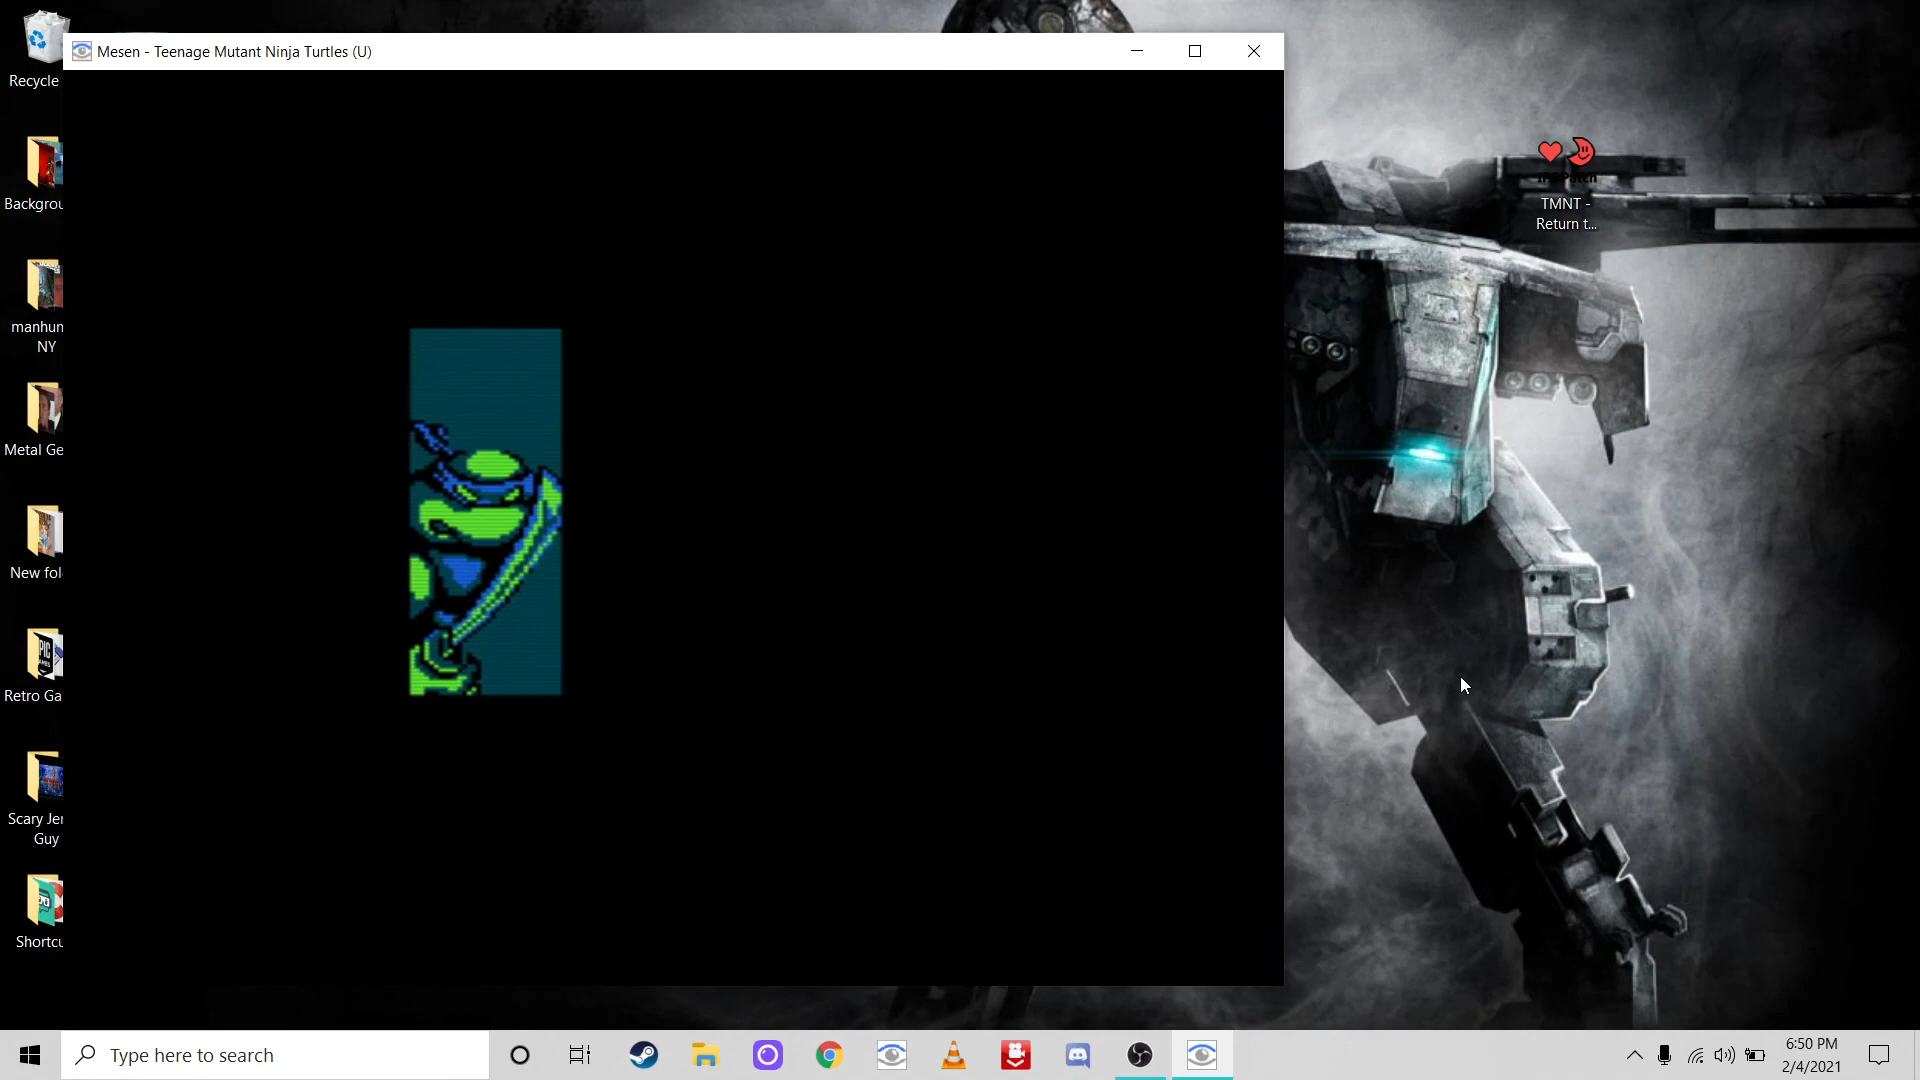 Mesen - Teenage Mutant Ninja Turtles (U)
Recycle
Backgrou
manhun
NY
Metal Ge
New fol
Retro Ga
Scary Jer
Guy
Shortcu
TMNT -
Return t...
Type here to search
6:50 PM
2/4/2021